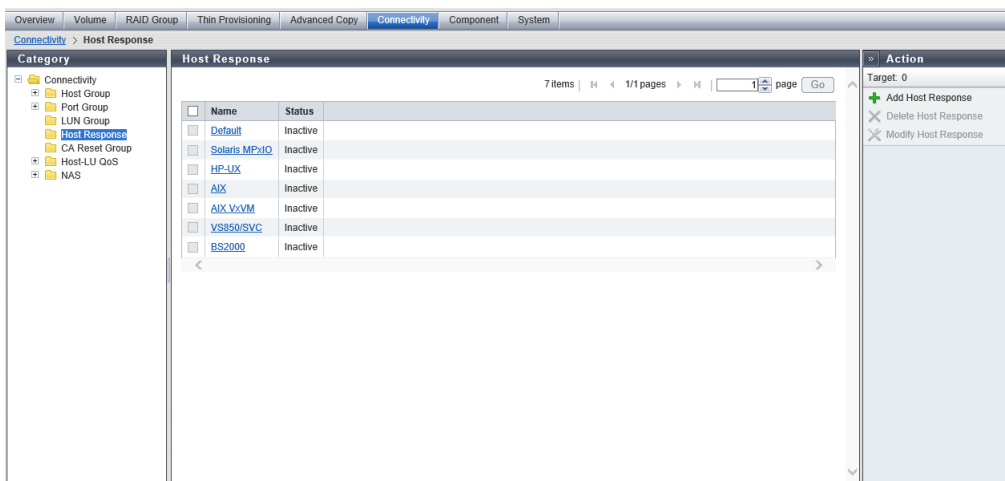 Overview Volume RAID Group Thin Provisioning Advanced Copy Connectivity Component System
Connectivity > Host Response
Category
Connectivity
Host Group
Port Group
LUN Group
Host Response
CA Reset Group
Host-LU QoS
NAS
Host Response
7 items | 1/1 pages | 1 page Go
Name Status
Default Inactive
Solaris MPxIO Inactive
HP-UX Inactive
AIX Inactive
AIX VxVM Inactive
VS850/SVC Inactive
BS2000 Inactive
» Action
Target: 0
Add Host Response
Delete Host Response
Modify Host Response